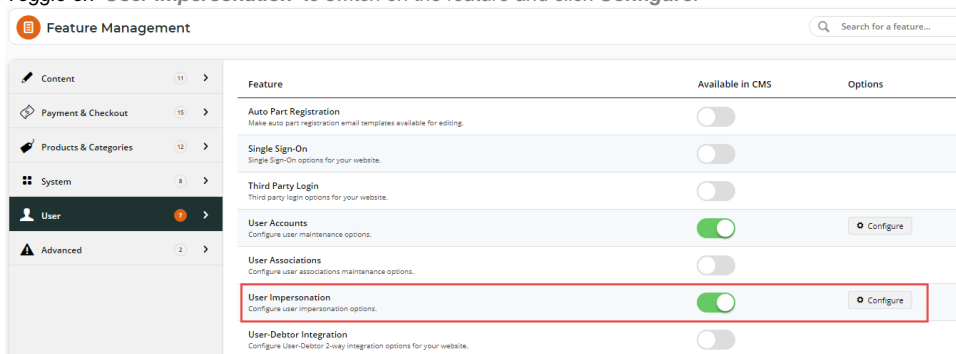 Toggle on 'User Impersonation' to switch on the feature and click Configure.
Feature Management
Search for a feature...
Content 11
Payment & Checkout 15
Products & Categories 12
System 8
User 7
Advanced 2
Feature Available in CMS Options
Auto Part Registration
Make auto part registration email templates available for editing.
Single Sign-On
Single Sign-On options for your website.
Third Party Login
Third party login options for your website.
User Accounts
Configure user maintenance options.
Configure
User Associations
Configure user associations maintenance options.
User Impersonation
Configure user impersonation options.
Configure
User-Debtor Integration
Configure User-Debtor 2-way integration options for your website.